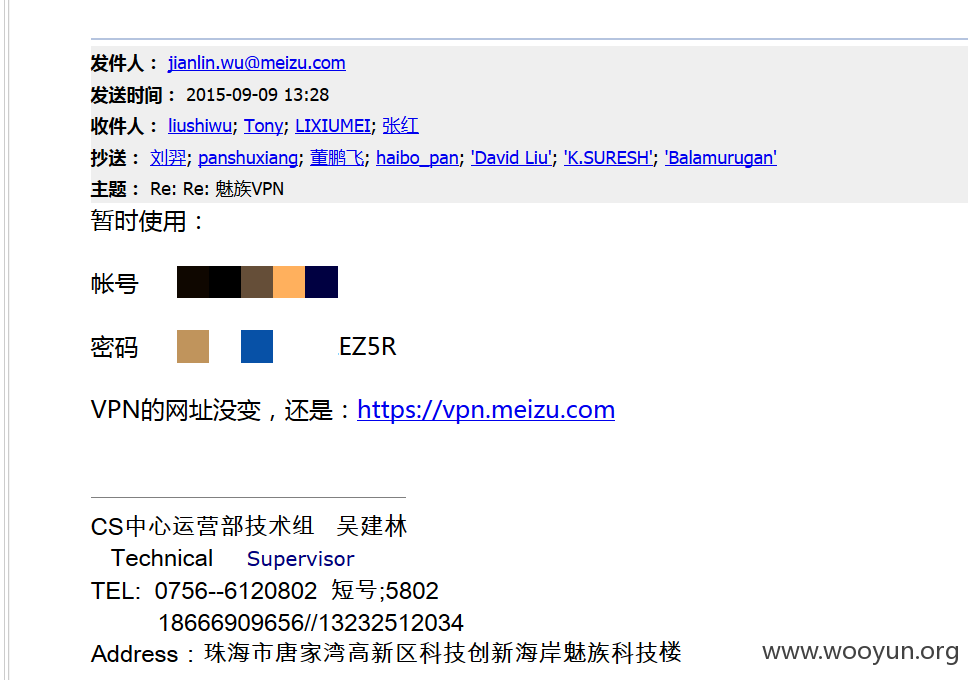 发件人： jianlin.wu@meizu.com
发送时间： 2015-09-09 13:28
收件人： liushiwu; Tony; LIXIUMEI; 张红
抄送： 刘羿; panshuxiang; 董鹏飞; haibo_pan; 'David Liu'; 'K.SURESH'; 'Balamurugan'
主题： Re: Re: 魅族VPN
暂时使用：
帐号
密码 EZ5R
VPN的网址没变，还是：https://vpn.meizu.com
CS中心运营部技术组 吴建林
Technical Supervisor
TEL: 0756--6120802 短号;5802
18666909656//13232512034
Address：珠海市唐家湾高新区科技创新海岸魅族科技楼
www.wooyun.org